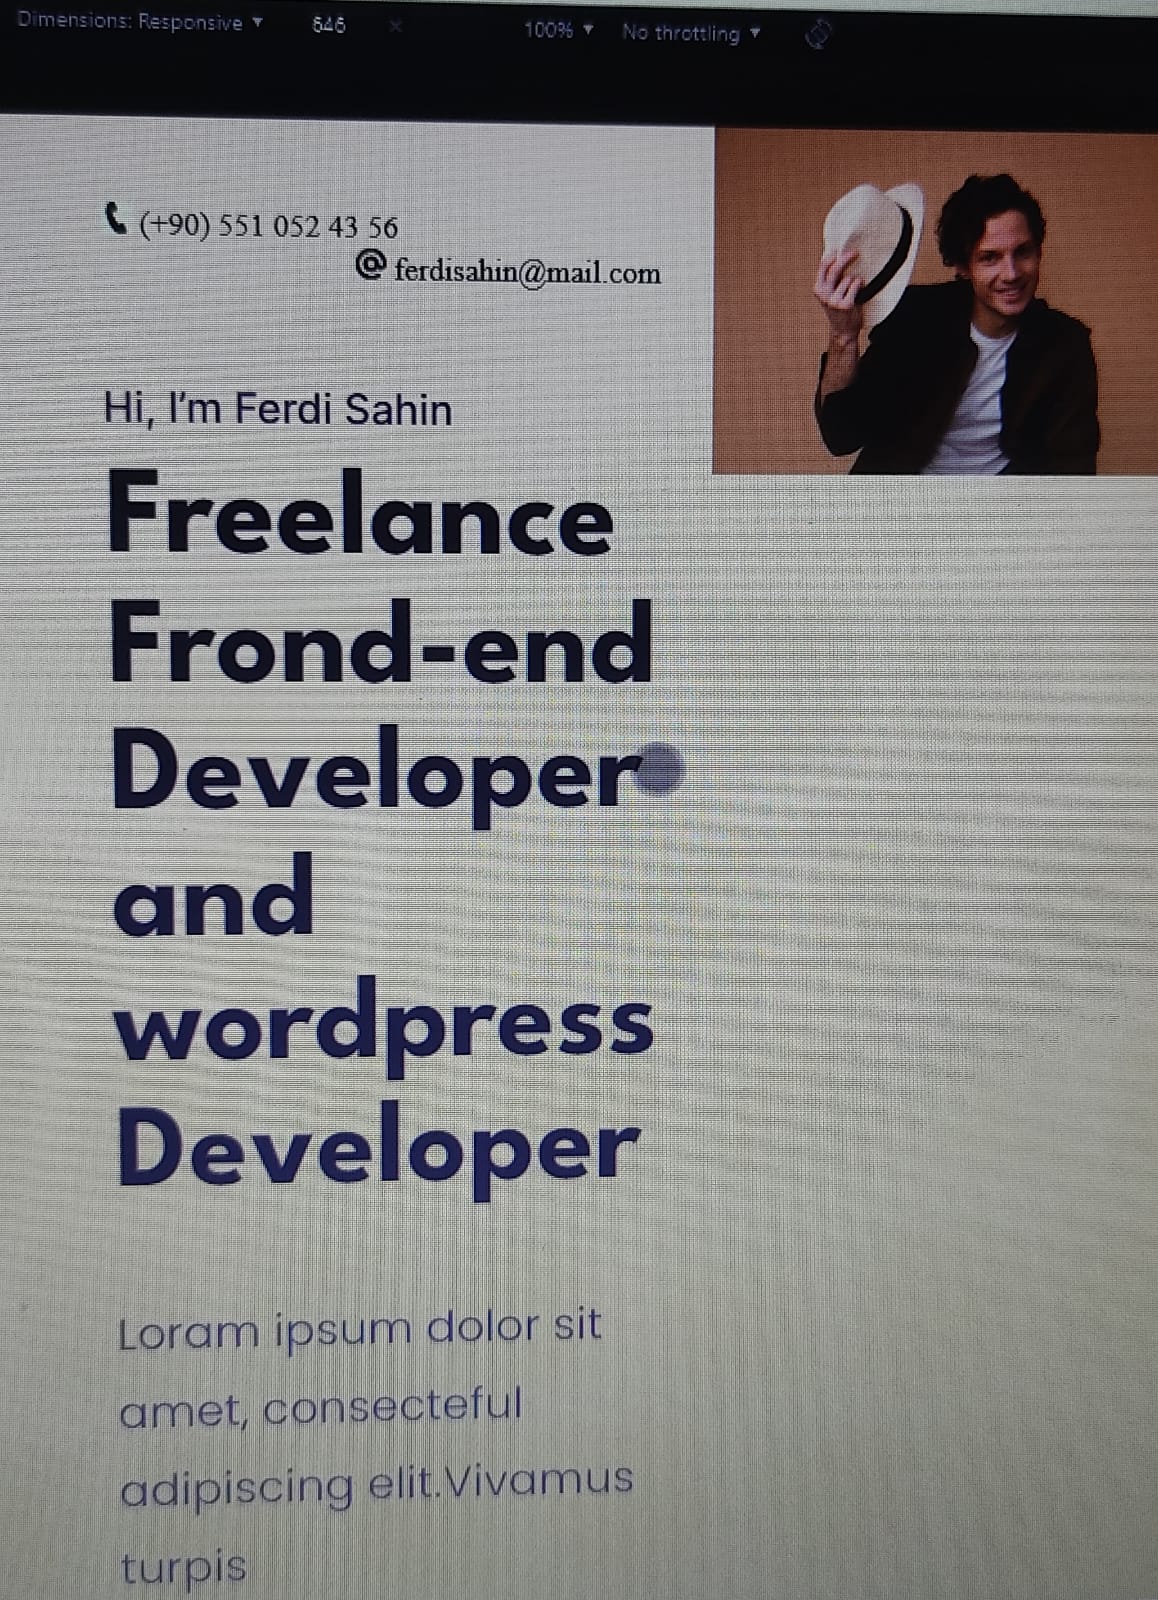 Dimensions: Responsive 646 × 100% No throttling
(+90) 551 052 43 56
@ ferdisahin@mail.com
Hi, I'm Ferdi Sahin
Freelance
Frond-end
Developer
and
wordpress
Developer
Loram ipsum dolor sit
amet, consecteful
adipiscing elit.Vivamus
turpis